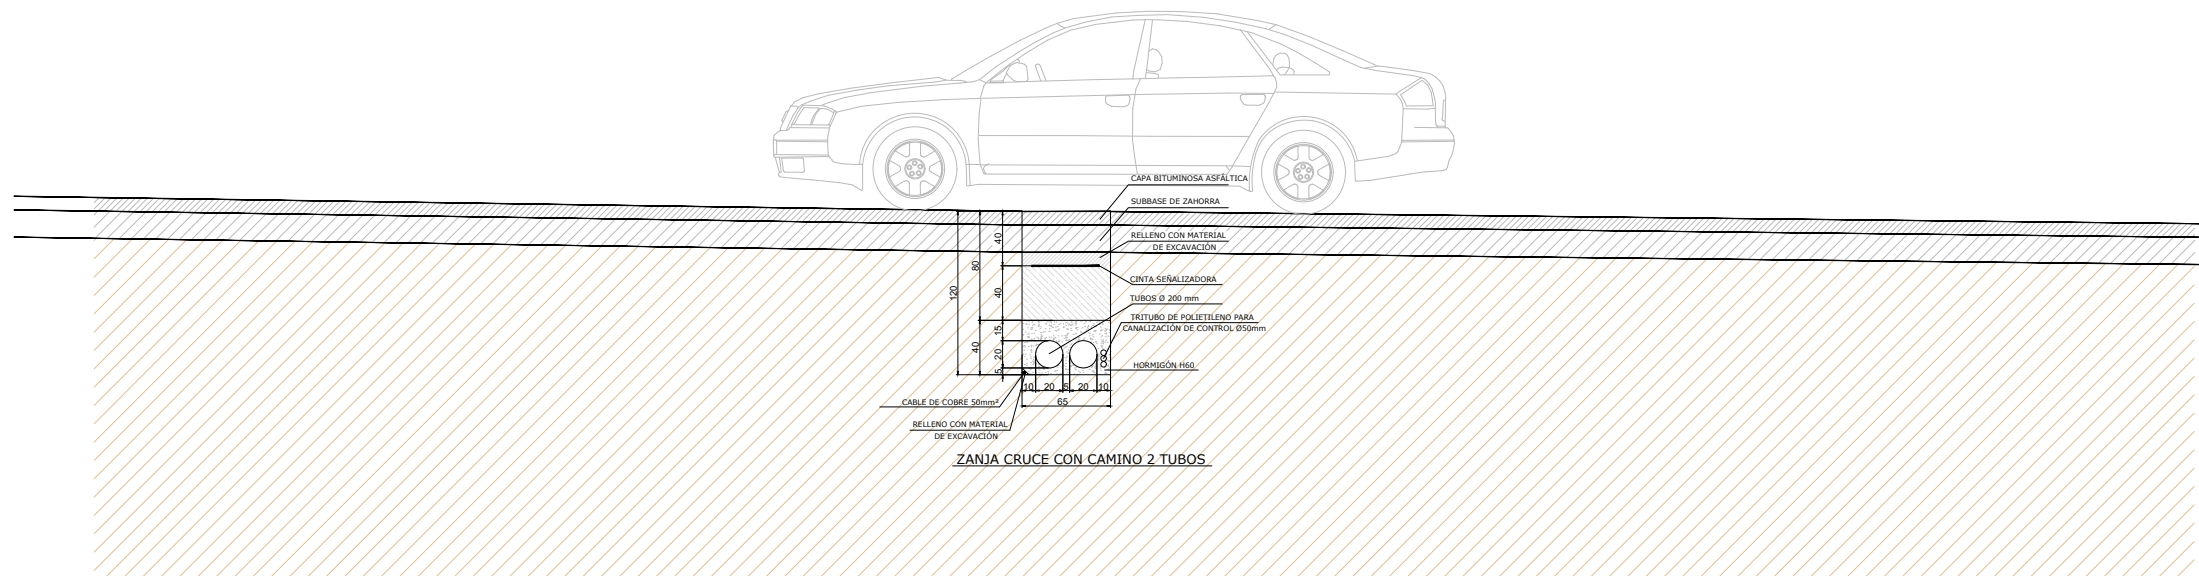 CAPA BITUMINOSA ASFÁLTICA
SUBBASE DE ZAHORRA
RELLENO CON MATERIAL
DE EXCAVACIÓN
CINTA SEÑALIZADORA
TUBOS Ø 200 mm
TRITUBO DE POLIETILENO PARA
CANALIZACIÓN DE CONTROL Ø50mm
HORMIGÓN H60
120
80
40
40
40
15
20
5
10 20 5 20 10
65
CABLE DE COBRE 50mm²
RELLENO CON MATERIAL
DE EXCAVACIÓN
ZANJA CRUCE CON CAMINO 2 TUBOS